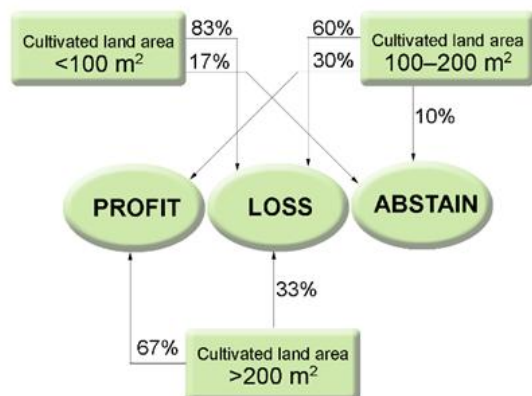 Cultivated land area
<100 m²
83%
17%
60%
30%
Cultivated land area
100–200 m²
10%
PROFIT
LOSS
ABSTAIN
33%
67%
Cultivated land area
>200 m²